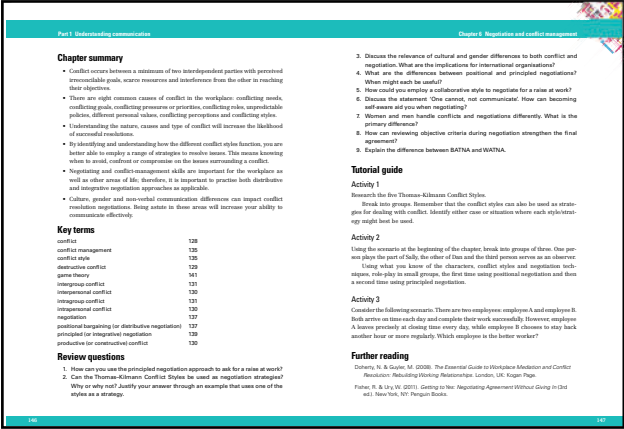 Part 1 Understanding communication
Chapter summary
• Conflict occurs between a minimum of two interdependent parties with perceived
irreconcilable goals, scarce resources and interference from the other in reaching
their objectives.
• There are eight common causes of conflict in the workplace: conflicting needs,
conflicting goals, conflicting pressures or priorities, conflicting roles, unpredictable
policies, different personal values, conflicting perceptions and conflicting styles.
• Understanding the nature, causes and type of conflict will increase the likelihood
of successful resolutions.
• By identifying and understanding how the different conflict styles function, you are
better able to employ a range of strategies to resolve issues. This means knowing
when to avoid, confront or compromise on the issues surrounding a conflict.
• Negotiating and conflict-management skills are important for the workplace as
well as other areas of life; therefore, it is important to practise both distributive
and integrative negotiation approaches as applicable.
• Culture, gender and non-verbal communication differences can impact conflict
resolution negotiations. Being astute in these areas will increase your ability to
communicate effectively.
Key terms
conflict 128
conflict management 135
conflict style 135
destructive conflict 129
game theory 141
intergroup conflict 131
interpersonal conflict 130
intragroup conflict 131
intrapersonal conflict 130
negotiation 137
positional bargaining (or distributive negotiation) 137
principled (or integrative) negotiation 139
productive (or constructive) conflict 130
Review questions
1. How can you use the principled negotiation approach to ask for a raise at work?
2. Can the Thomas-Kilmann Conflict Styles be used as negotiation strategies?
Why or why not? Justify your answer through an example that uses one of the
styles as a strategy.
146
Chapter 6 Negotiation and conflict management
3. Discuss the relevance of cultural and gender differences to both conflict and
negotiation. What are the implications for international organisations?
4. What are the differences between positional and principled negotiations?
When might each be useful?
5. How could you employ a collaborative style to negotiate for a raise at work?
6. Discuss the statement 'One cannot, not communicate'. How can becoming
self-aware aid you when negotiating?
7. Women and men handle conflicts and negotiations differently. What is the
primary difference?
8. How can reviewing objective criteria during negotiation strengthen the final
agreement?
9. Explain the difference between BATNA and WATNA.
Tutorial guide
Activity 1
Research the five Thomas-Kilmann Conflict Styles.
Break into groups. Remember that the conflict styles can also be used as strate-
gies for dealing with conflict. Identify either case or situation where each style/strat-
egy might best be used.
Activity 2
Using the scenario at the beginning of the chapter, break into groups of three. One per-
son plays the part of Sally, the other of Dan and the third person serves as an observer.
Using what you know of the characters, conflict styles and negotiation tech-
niques, role-play in small groups, the first time using positional negotiation and then
a second time using principled negotiation.
Activity 3
Consider the following scenario. There are two employees: employee A and employee B.
Both arrive on time each day and complete their work successfully. However, employee
A leaves precisely at closing time every day, while employee B chooses to stay back
another hour or more regularly. Which employee is the better worker?
Further reading
Doherty, N. & Guyler, M. (2008). The Essential Guide to Workplace Mediation and Conflict
Resolution: Rebuilding Working Relationships. London, UK: Kogan Page.
Fisher, R. & Ury, W. (2011). Getting to Yes: Negotiating Agreement Without Giving In (3rd
ed.). New York, NY: Penguin Books.
147